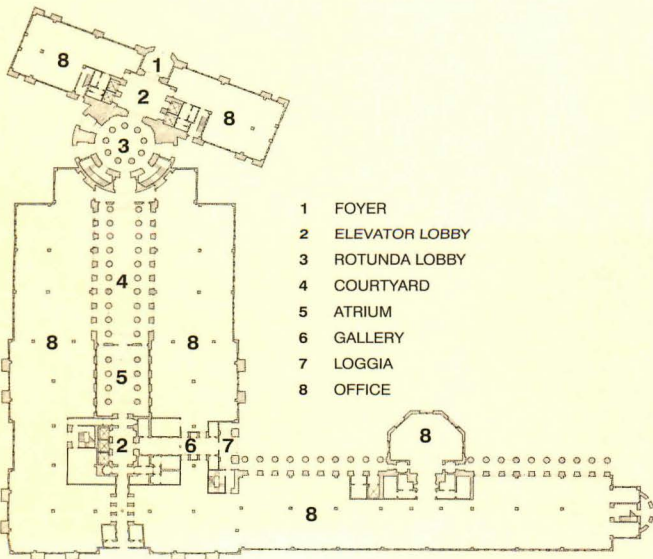 8
1
2
8
3
4
8
8
5
2
6
7
8
8
1 FOYER
2 ELEVATOR LOBBY
3 ROTUNDA LOBBY
4 COURTYARD
5 ATRIUM
6 GALLERY
7 LOGGIA
8 OFFICE